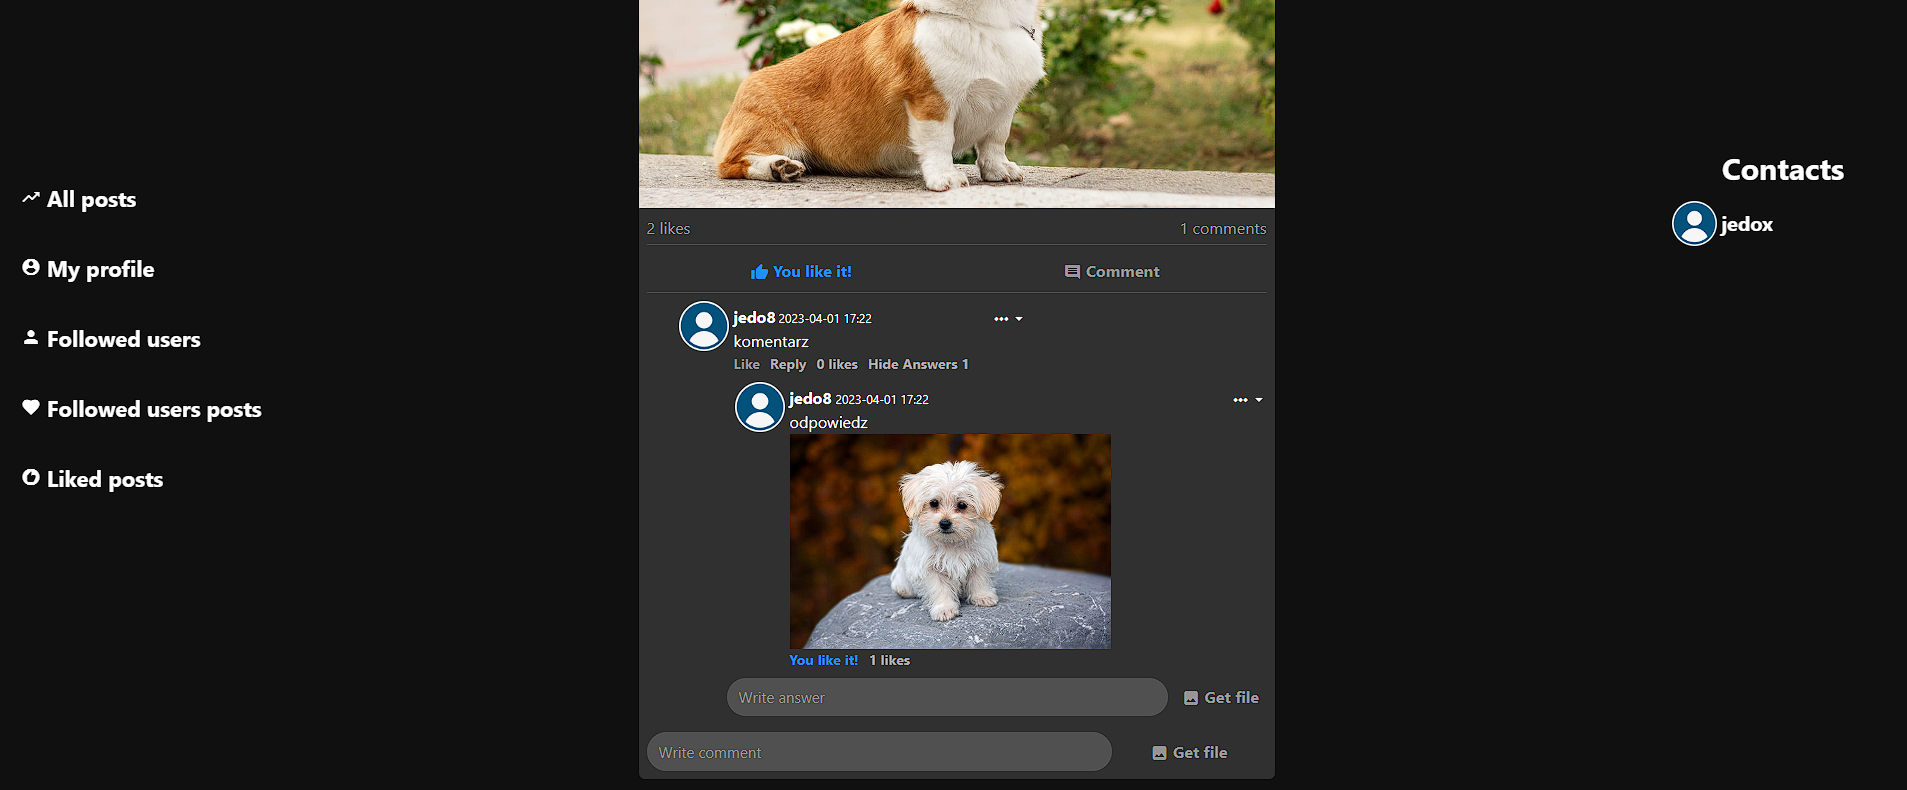 All posts
My profile
Followed users
Followed users posts
Liked posts
2 likes
1 comments
You like it!
Comment
jedo8 2023-04-01 17:22
komentarz
Like Reply 0 likes Hide Answers 1
jedo8 2023-04-01 17:22
odpowiedz
You like it! 1 likes
Write answer
Get file
Write comment
Get file
Contacts
jedox